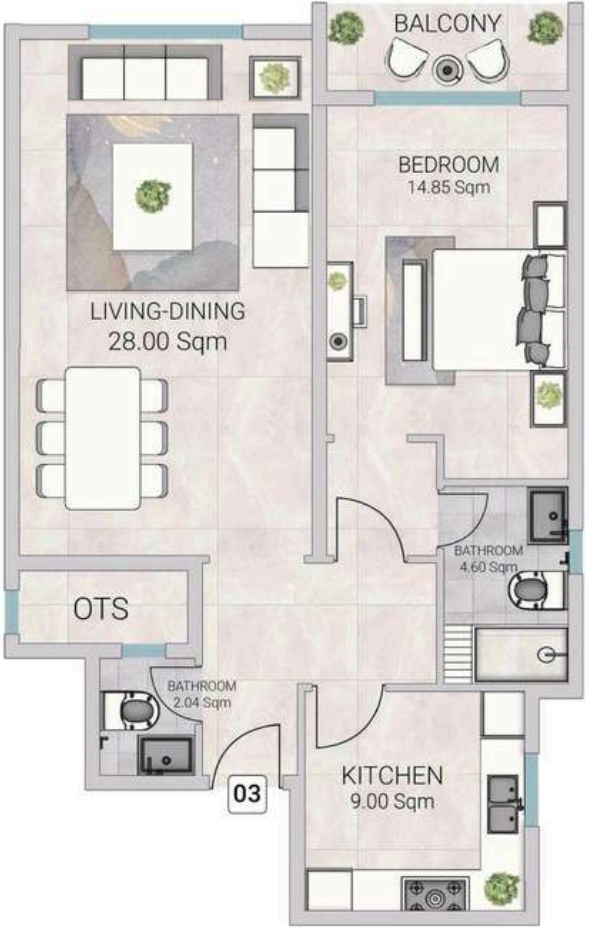 BALCONY
BEDROOM
14.85 Sqm
LIVING-DINING
28.00 Sqm
BATHROOM
4.60 Sqm
OTS
BATHROOM
2.04 Sqm
KITCHEN
9.00 Sqm
03